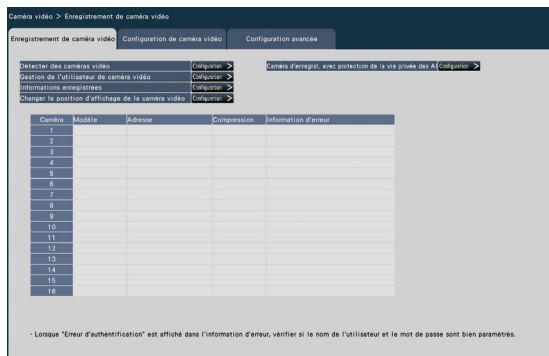 Caméra vidéo > Enregistrement de caméra vidéo
Enregistrement de caméra vidéo Configuration de caméra vidéo Configuration avancée
Détecter des caméras vidéo Configuration > Caméra d'enregist. avec protection de la vie privée des Configuration >
Gestion de l'utilisateur de caméra vidéo Configuration >
Informations enregistrées Configuration >
Changer la position d'affichage de la caméra vidéo Configuration >
Caméra Modèle Adresse Compression Information d'erreur
1
2
3
4
5
6
7
8
9
10
11
12
13
14
15
16
· Lorsque "Erreur d'authentification" est affiché dans l'information d'erreur, vérifier si le nom de l'utilisateur et le mot de passe sont bien paramétrés.